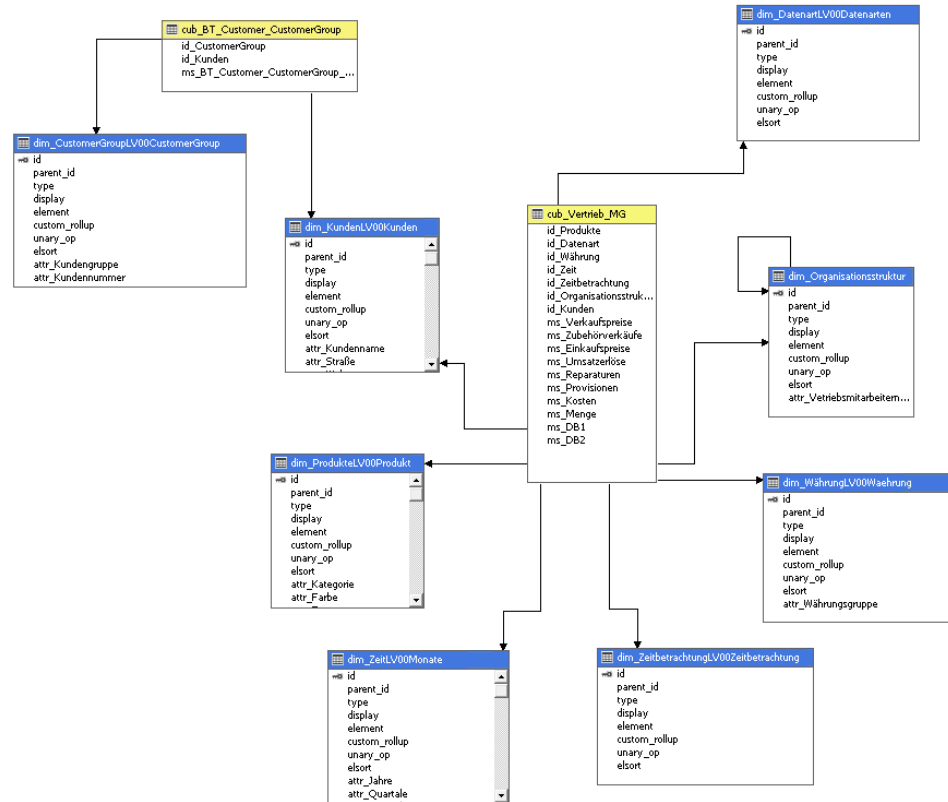 cub_BT_Customer_CustomerGroup
id_CustomerGroup
id_Kunden
ms_BT_Customer_CustomerGroup_...
dim_DatenartLV00Datenarten
id
parent_id
type
display
element
custom_rollup
unary_op
elsort
dim_CustomerGroupLV00CustomerGroup
id
parent_id
type
display
element
custom_rollup
unary_op
elsort
attr_Kundengruppe
attr_Kundennummer
dim_KundenLV00Kunden
id
parent_id
type
display
element
custom_rollup
unary_op
elsort
attr_Kundenname
attr_Straße
cub_Vertrieb_MG
id_Produkte
id_Datenart
id_Währung
id_Zeit
id_Zeitbetrachtung
id_Organisationsstruk...
id_Kunden
ms_Verkaufspreise
ms_Zubehörverkäufe
ms_Einkaufspreise
ms_Umsatzerlöse
ms_Reparaturen
ms_Provisionen
ms_Kosten
ms_Menge
ms_DB1
ms_DB2
dim_Organisationsstruktur
id
parent_id
type
display
element
custom_rollup
unary_op
elsort
attr_Vetriebsmitarbeitern...
dim_ProdukteLV00Produkt
id
parent_id
type
display
element
custom_rollup
unary_op
elsort
attr_Kategorie
attr_Farbe
dim_WährungLV00Waehrung
id
parent_id
type
display
element
custom_rollup
unary_op
elsort
attr_Währungsgruppe
dim_ZeitLV00Monate
id
parent_id
type
display
element
custom_rollup
unary_op
elsort
attr_Jahre
attr_Quartale
dim_ZeitbetrachtungLV00Zeitbetrachtung
id
parent_id
type
display
element
custom_rollup
unary_op
elsort